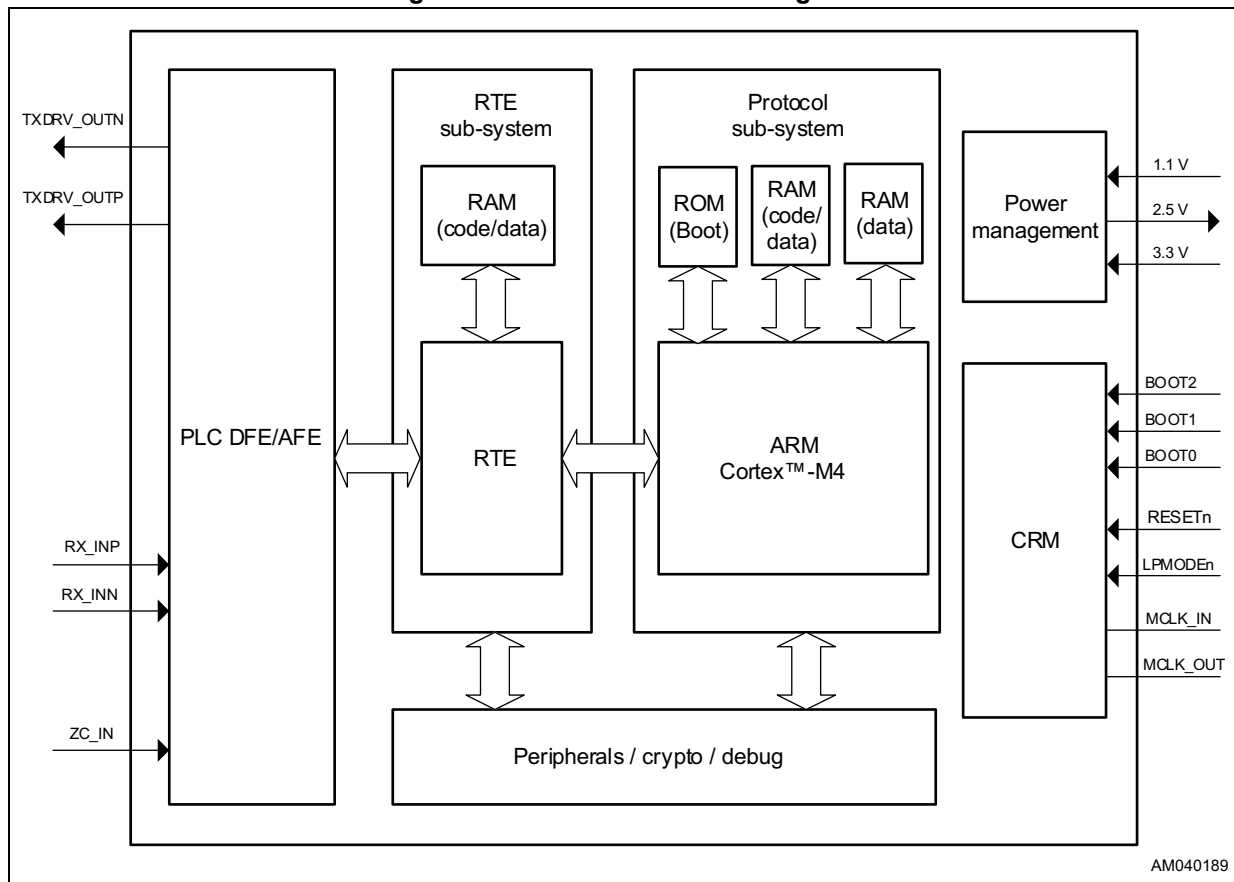 TXDRV_OUTN
TXDRV_OUTP
RX_INP
RX_INN
ZC_IN
PLC DFE/AFE
RTE
sub-system
RAM
(code/data)
RTE
Protocol
sub-system
ROM
(Boot)
RAM
(code/
data)
RAM
(data)
ARM
Cortex™-M4
Peripherals / crypto / debug
Power
management
1.1 V
2.5 V
3.3 V
CRM
BOOT2
BOOT1
BOOT0
RESETn
LPMODEn
MCLK_IN
MCLK_OUT
AM040189